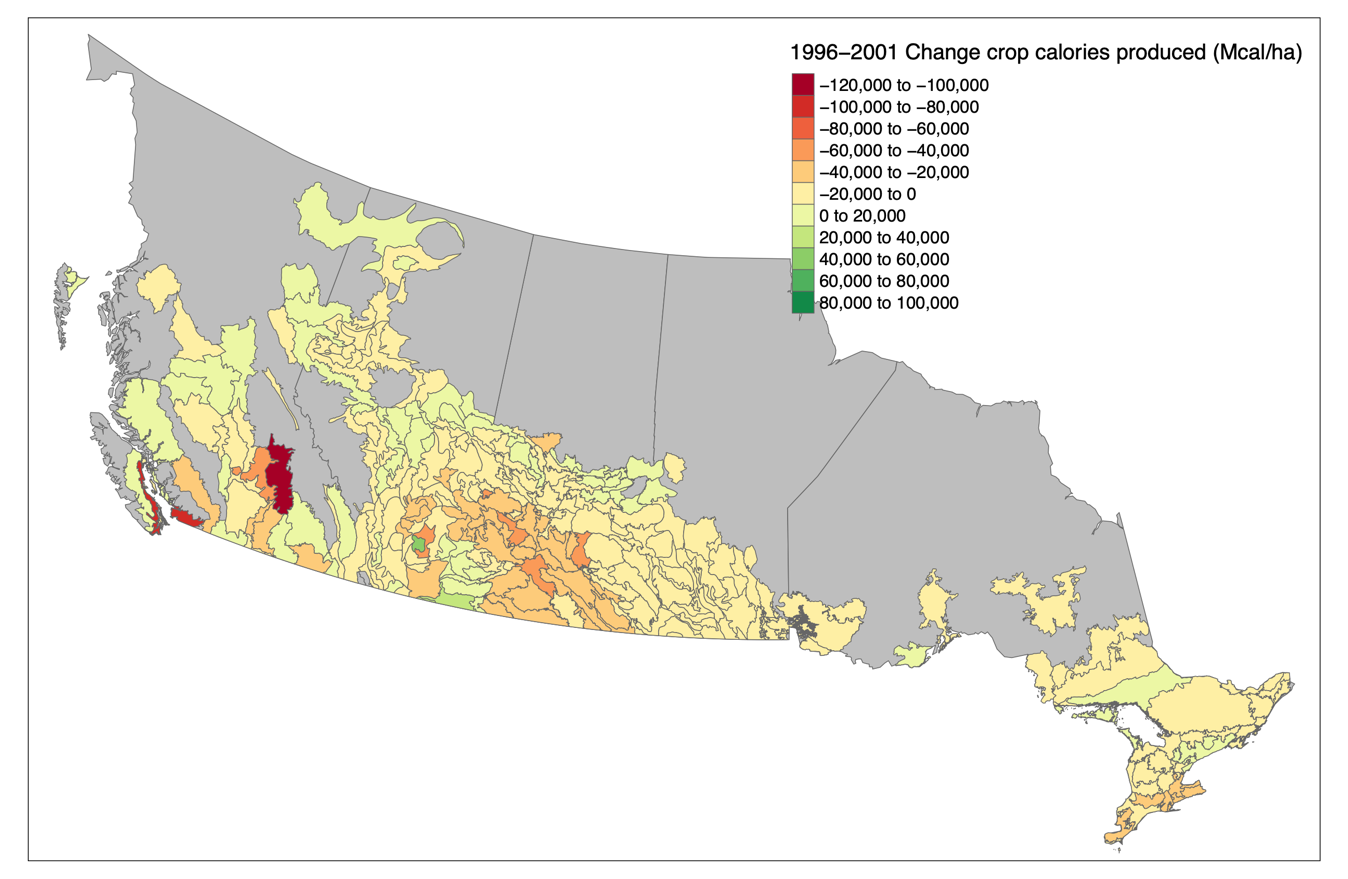 1996–2001 Change crop calories produced (Mcal/ha)
−120,000 to −100,000
−100,000 to −80,000
−80,000 to −60,000
−60,000 to −40,000
−40,000 to −20,000
−20,000 to 0
0 to 20,000
20,000 to 40,000
40,000 to 60,000
60,000 to 80,000
80,000 to 100,000